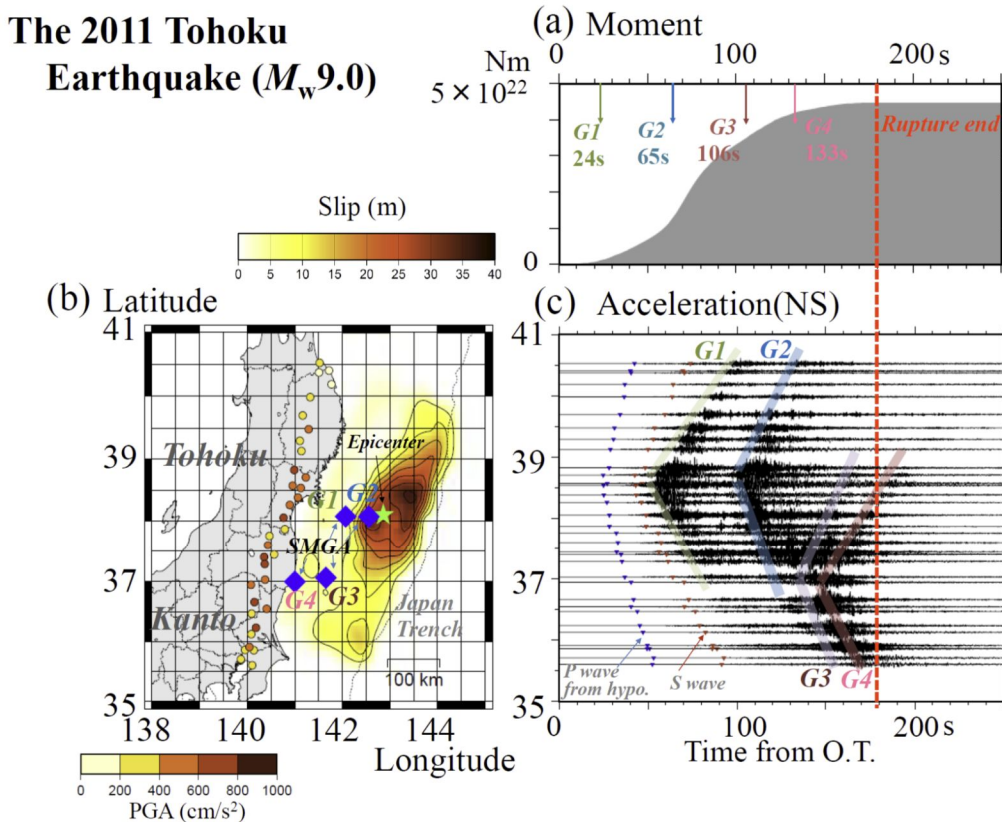 The 2011 Tohoku
Earthquake (Mw9.0)
(a) Moment
0 100 200 s
Nm
5 × 10²²
0
G1
24s
G2
65s
G3
106s
G4
133s
Rupture end
Slip (m)
0 5 10 15 20 25 30 35 40
(b) Latitude
41
39
37
35
138 140 142 144
Longitude
Tohoku
Kanto
Epicenter
G1
G2
SMGA
G4
G3
Japan
Trench
100 km
0 200 400 600 800 1000
PGA (cm/s²)
(c) Acceleration(NS)
41
39
37
35
G1
G2
P wave
from hypo.
S wave
G3
G4
0 100 200 s
Time from O.T.